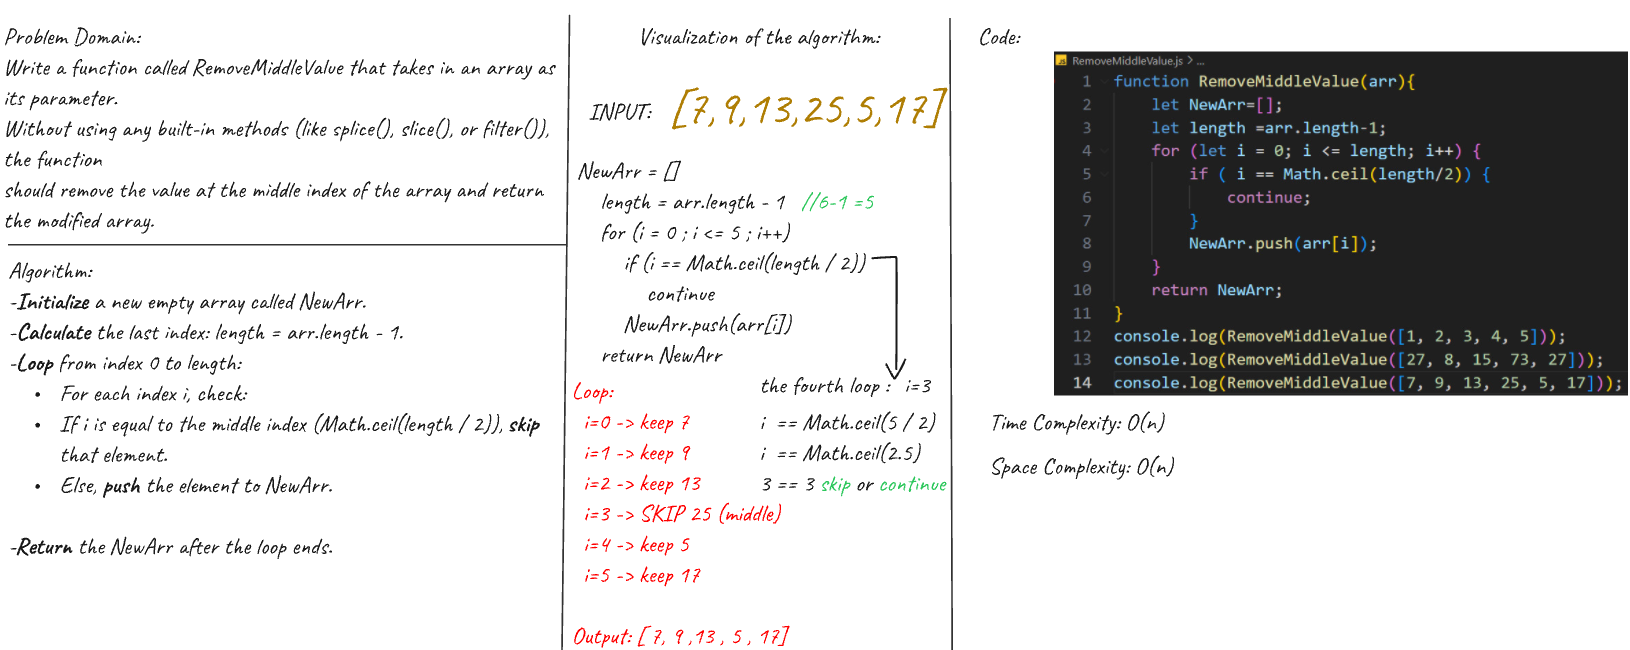 Problem Domain:
Write a function called RemoveMiddleValue that takes in an array as
its parameter.
Without using any built-in methods (like splice(), slice(), or filter()),
the function
should remove the value at the middle index of the array and return
the modified array.
Algorithm:
-Initialize a new empty array called NewArr.
-Calculate the last index: length = arr.length - 1.
-Loop from index 0 to length:
• For each index i, check:
• If i is equal to the middle index (Math.ceil(length / 2)), skip
that element.
• Else, push the element to NewArr.
-Return the NewArr after the loop ends.
Visualization of the algorithm:
INPUT: [7, 9, 13, 25, 5, 17]
NewArr = []
length = arr.length - 1 //6-1 =5
for (i = 0 ; i <= 5 ; i++)
if (i == Math.ceil(length / 2))
continue
NewArr.push(arr[i])
return NewArr
Loop:
i=0 -> keep 7
i=1 -> keep 9
i=2 -> keep 13
i=3 -> SKIP 25 (middle)
i=4 -> keep 5
i=5 -> keep 17
the fourth loop : i=3
i == Math.ceil(5 / 2)
i == Math.ceil(2.5)
3 == 3 skip or continue
Output: [ 7, 9 ,13 , 5 , 17]
Code:
JS RemoveMiddleValue.js > ...
1 function RemoveMiddleValue(arr){
2 let NewArr=[];
3 let length =arr.length-1;
4 for (let i = 0; i <= length; i++) {
5 if ( i == Math.ceil(length/2)) {
6 continue;
7 }
8 NewArr.push(arr[i]);
9 }
10 return NewArr;
11 }
12 console.log(RemoveMiddleValue([1, 2, 3, 4, 5]));
13 console.log(RemoveMiddleValue([27, 8, 15, 73, 27]));
14 console.log(RemoveMiddleValue([7, 9, 13, 25, 5, 17]));
Time Complexity: O(n)
Space Complexity: O(n)